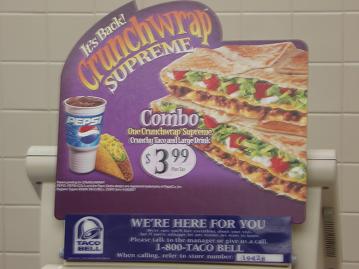 It's Back!
Crunchwrap
SUPREME
PEPSI
Combo
One Crunchwrap Supreme
Crunchy Taco and Large Drink
$3.99
Plus Tax
WE'RE HERE FOR YOU
Please talk to the manager or give us a call.
1-800-TACO BELL
When calling, refer to store number:
TACO
BELL